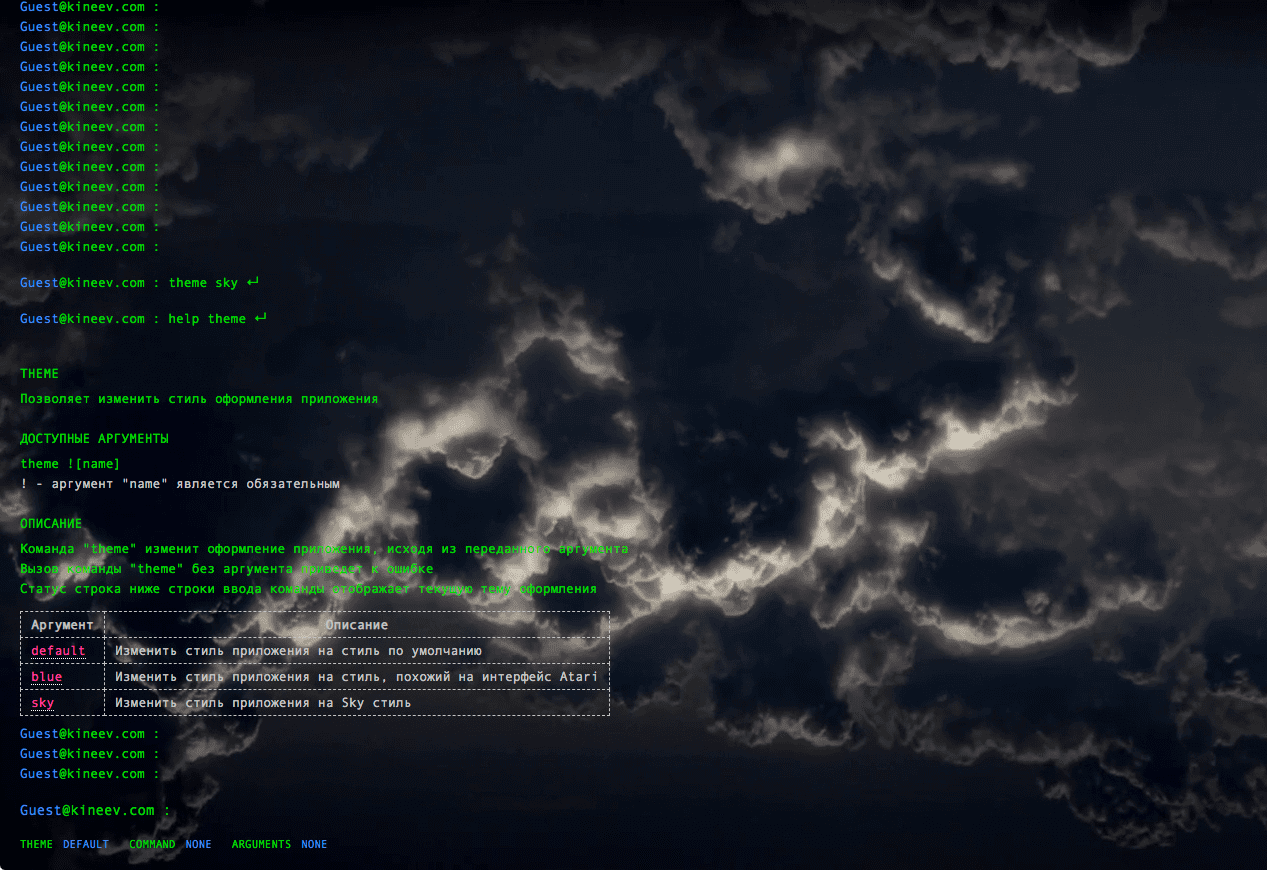 Guest@kineev.com :
Guest@kineev.com :
Guest@kineev.com :
Guest@kineev.com :
Guest@kineev.com :
Guest@kineev.com :
Guest@kineev.com :
Guest@kineev.com :
Guest@kineev.com :
Guest@kineev.com :
Guest@kineev.com :
Guest@kineev.com :
Guest@kineev.com :
Guest@kineev.com : theme sky ↵
Guest@kineev.com : help theme ↵
THEME
Позволяет изменить стиль оформления приложения
ДОСТУПНЫЕ АРГУМЕНТЫ
theme ![name]
! - аргумент "name" является обязательным
ОПИСАНИЕ
Команда "theme" изменит оформление приложения, исходя из переданного аргумента
Вызов команды "theme" без аргумента приводет к ошибке
Статус строка ниже строки ввода команды отображает текущую тему оформления
Аргумент Описание
default Изменить стиль приложения на стиль по умолчанию
blue Изменить стиль приложения на стиль, похожий на интерфейс Atari
sky Изменить стиль приложения на Sky стиль
Guest@kineev.com :
Guest@kineev.com :
Guest@kineev.com :
Guest@kineev.com :
THEME DEFAULT COMMAND NONE ARGUMENTS NONE